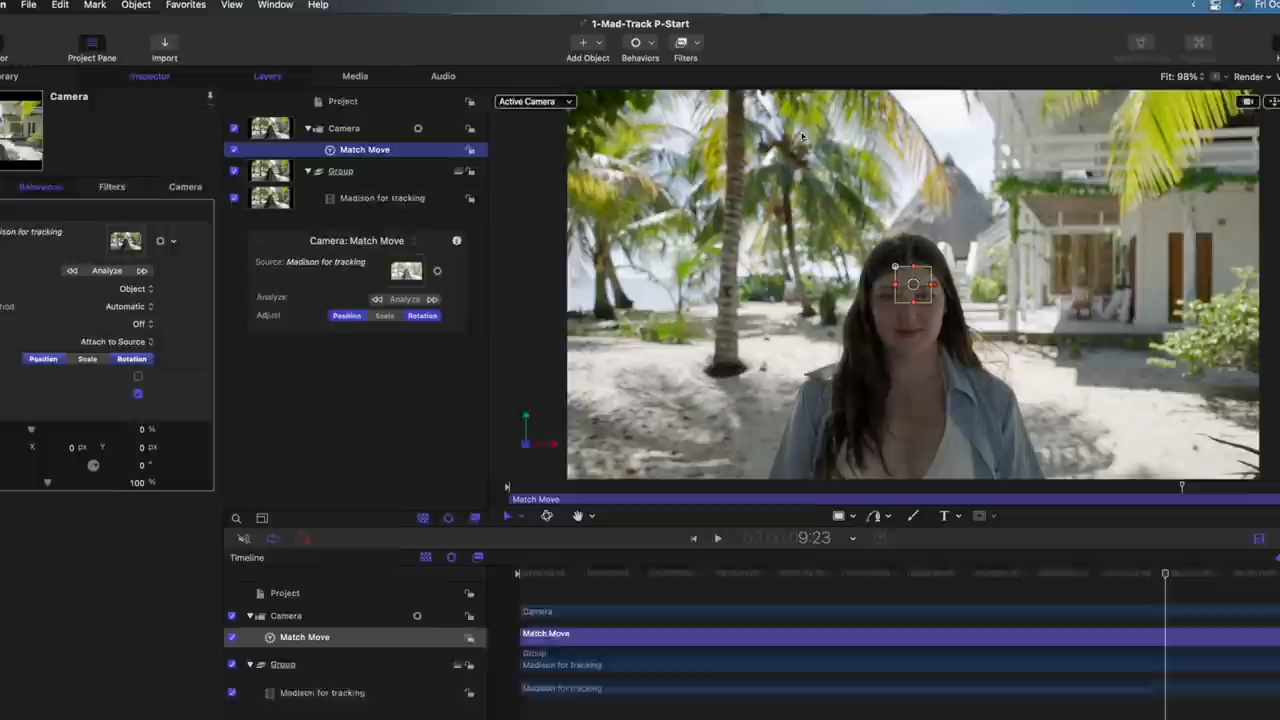 File Edit Mark Object Favorites View Window Help
1-Mad-Track P-Start
Project Pane Import Add Object Behaviors Filters
Inspector Layers Media Audio Fit: 98% Render
Camera
Project
Active Camera
Camera
Match Move
Group
Behaviors Filters Camera
Madison for tracking
Camera: Match Move
Source: Madison for tracking
Analyze
Object
Analyze: Analyze
Automatic
Adjust Position Scale Rotation
Off
Attach to Source
Position Scale Rotation
0 %
X 0 px Y 0 px
0 °
100 %
Match Move
T
9:23
Timeline
Project
Camera
Camera
Match Move
Match Move
Group
Group
Madison for tracking
Madison for tracking
Madison for tracking